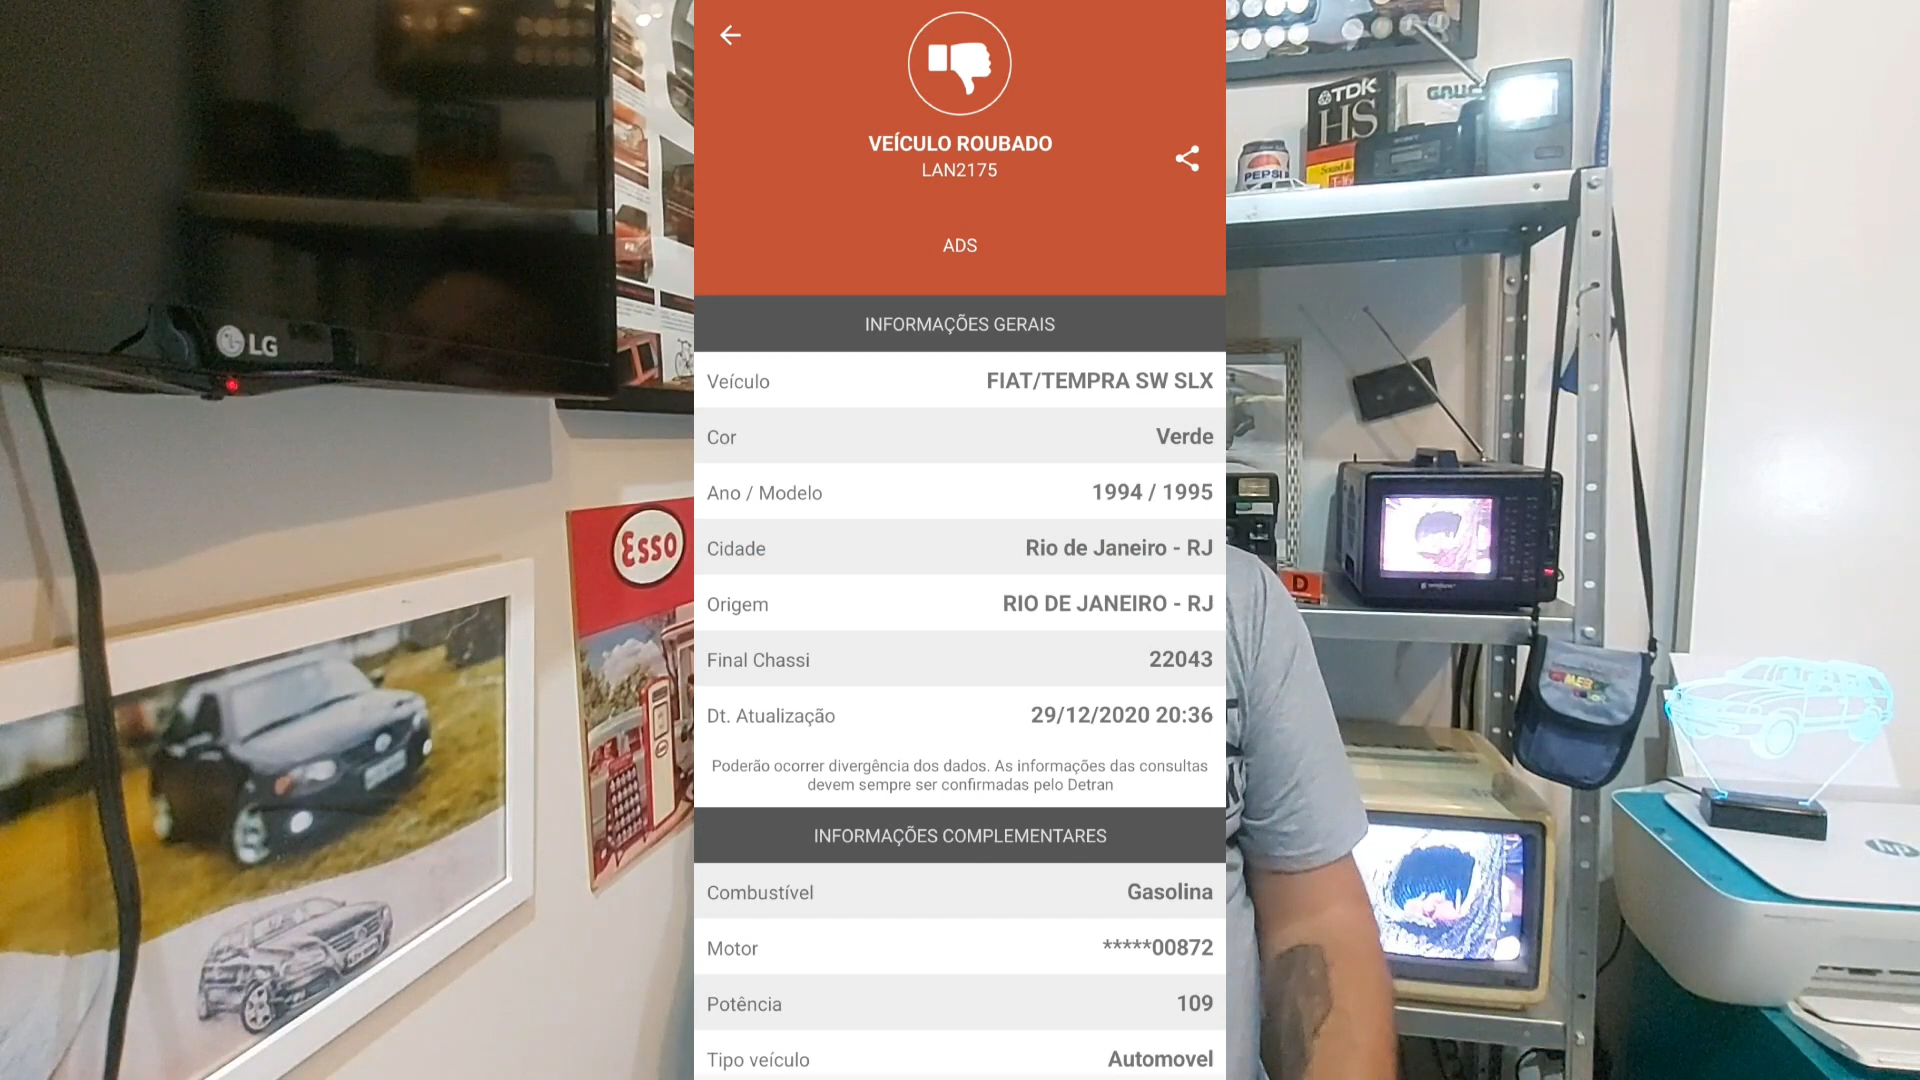 VEÍCULO ROUBADO
LAN2175
ADS
INFORMAÇÕES GERAIS
Veículo FIAT/TEMPRA SW SLX
Cor Verde
Ano / Modelo 1994 / 1995
Cidade Rio de Janeiro - RJ
Origem RIO DE JANEIRO - RJ
Final Chassi 22043
Dt. Atualização 29/12/2020 20:36
Poderão ocorrer divergência dos dados. As informações das consultas
devem sempre ser confirmadas pelo Detran
INFORMAÇÕES COMPLEMENTARES
Combustível Gasolina
Motor *****00872
Potência 109
Tipo veículo Automovel
LG
Esso
TDK
HS
PEPSI
SONY
D
hp